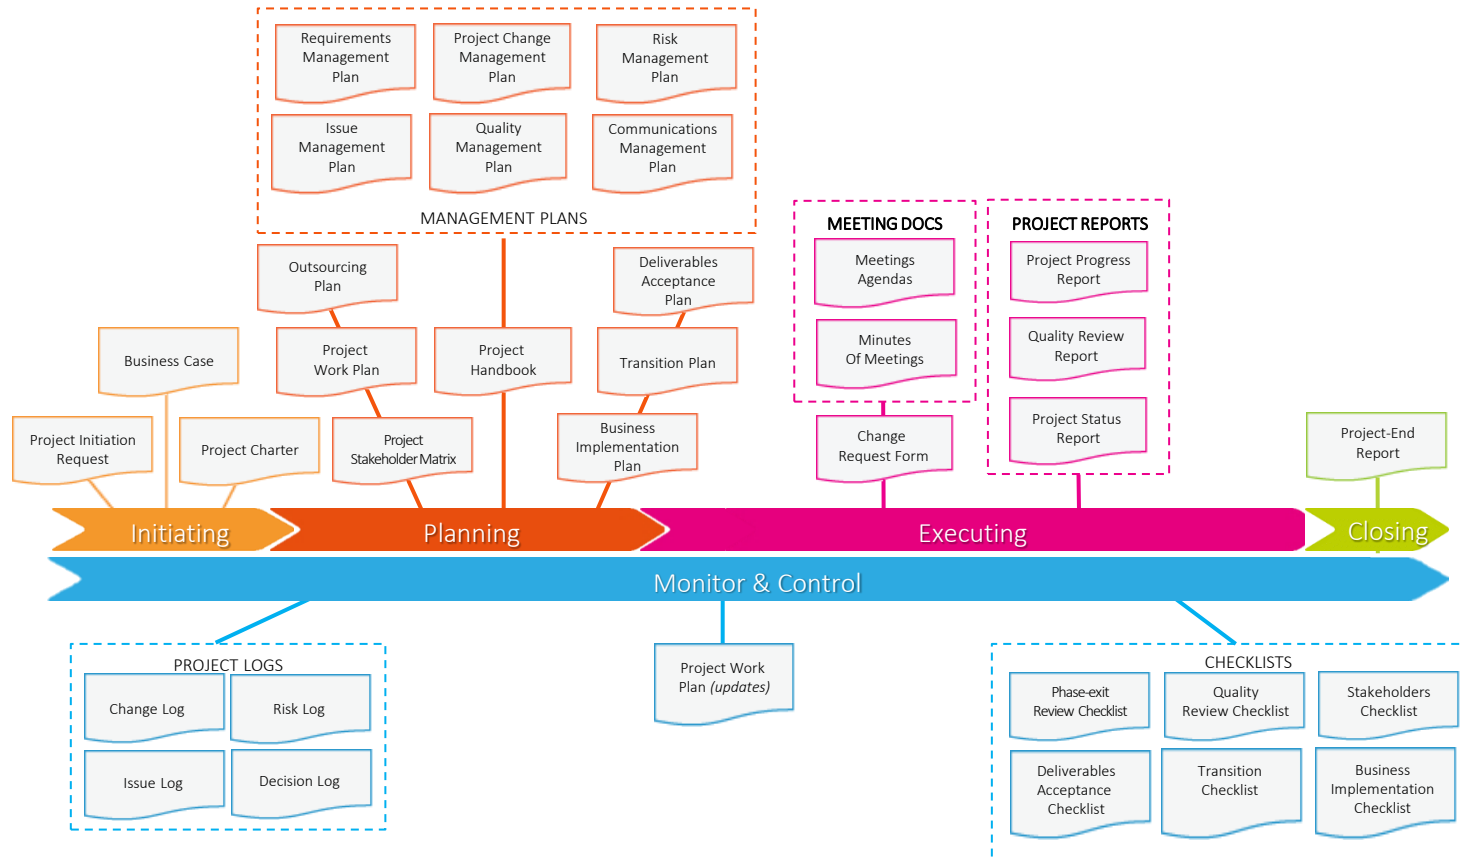 Requirements
Management
Plan
Project Change
Management
Plan
Risk
Management
Plan
Issue
Management
Plan
Quality
Management
Plan
Communications
Management
Plan
MANAGEMENT PLANS
Outsourcing
Plan
Deliverables
Acceptance
Plan
Project
Work Plan
Project
Handbook
Transition Plan
Business Case
Project Initiation
Request
Project Charter
Project
Stakeholder Matrix
Business
Implementation
Plan
MEETING DOCS
Meetings
Agendas
Minutes
Of Meetings
Change
Request Form
PROJECT REPORTS
Project Progress
Report
Quality Review
Report
Project Status
Report
Project-End
Report
Initiating
Planning
Executing
Closing
Monitor & Control
PROJECT LOGS
Change Log
Risk Log
Issue Log
Decision Log
Project Work
Plan (updates)
CHECKLISTS
Phase-exit
Review Checklist
Quality
Review Checklist
Stakeholders
Checklist
Deliverables
Acceptance
Checklist
Transition
Checklist
Business
Implementation
Checklist